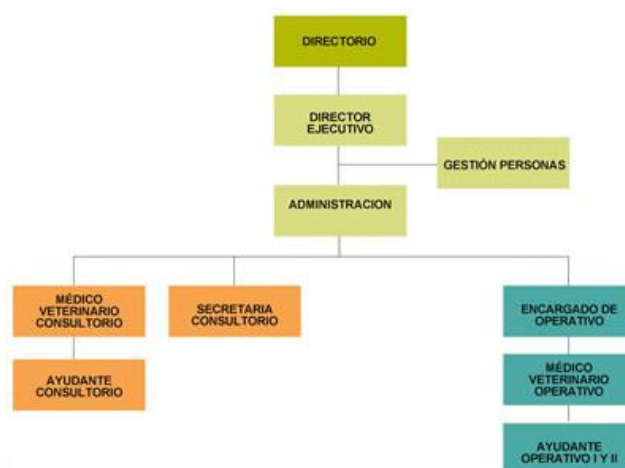 DIRECTORIO
DIRECTOR
EJECUTIVO
GESTIÓN PERSONAS
ADMINISTRACION
MÉDICO
VETERINARIO
CONSULTORIO
SECRETARIA
CONSULTORIO
ENCARGADO DE
OPERATIVO
AYUDANTE
CONSULTORIO
MÉDICO
VETERINARIO
OPERATIVO
AYUDANTE
OPERATIVO I Y II